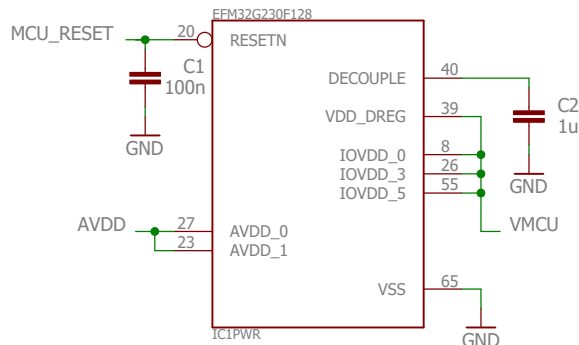 EFM32G230F128
MCU_RESET
20
RESETN
C1
100n
GND
DECOUPLE
40
C2
1u
GND
VDD_DREG
39
IOVDD_0
8
IOVDD_3
26
IOVDD_5
55
VMCU
AVDD
27
AVDD_0
23
AVDD_1
VSS
65
GND
IC1PWR